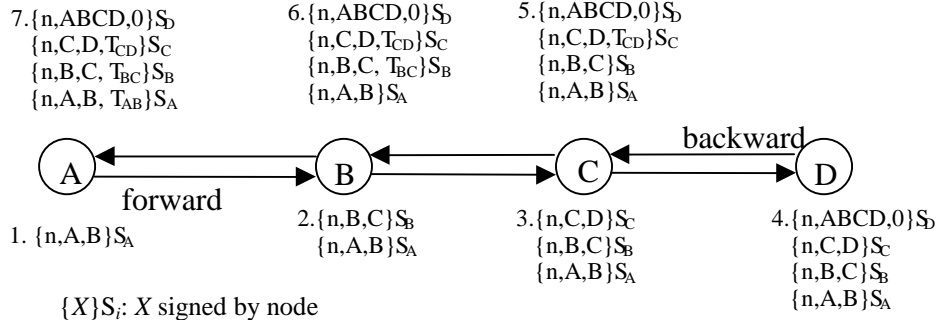 7.{n,ABCD,0}S_D
{n,C,D,T_CD}S_C
{n,B,C, T_BC}S_B
{n,A,B, T_AB}S_A
6.{n,ABCD,0}S_D
{n,C,D,T_CD}S_C
{n,B,C, T_BC}S_B
{n,A,B}S_A
5.{n,ABCD,0}S_D
{n,C,D,T_CD}S_C
{n,B,C}S_B
{n,A,B}S_A
backward
A
B
C
D
forward
1. {n,A,B}S_A
2.{n,B,C}S_B
{n,A,B}S_A
3.{n,C,D}S_C
{n,B,C}S_B
{n,A,B}S_A
4.{n,ABCD,0}S_D
{n,C,D}S_C
{n,B,C}S_B
{n,A,B}S_A
{X}S_i: X signed by node